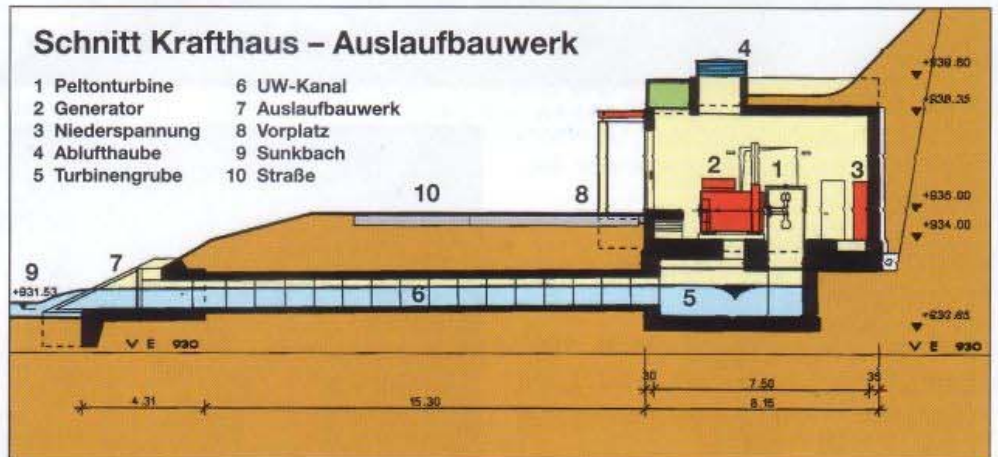 Schnitt Krafthaus – Auslaufbauwerk
1 Peltonturbine
2 Generator
3 Niederspannung
4 Ablufthaube
5 Turbinengrube
6 UW-Kanal
7 Auslaufbauwerk
8 Vorplatz
9 Sunkbach
10 Straße
4
+939.80
+938.35
2
1
3
10
8
+935.00
+934.00
9
7
+931.53
6
5
+930.65
V E 930
V E 930
30
7.50
35
4.31
15.30
8.15